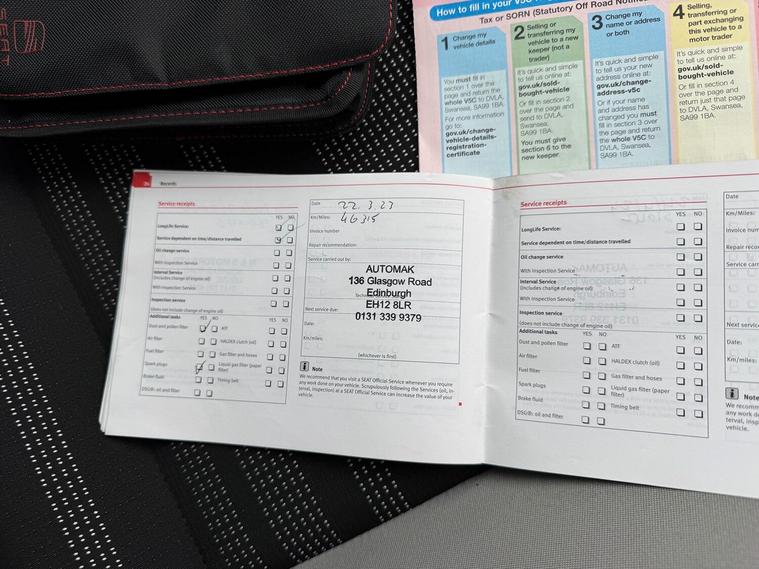 How to fill in your V5C
Tax or SORN (Statutory Off Road
1 Change my vehicle details
You must fill in
section 1 over the
page and return the
whole V5C to DVLA,
Swansea,
SA99 1BA.
For more information
go to:
gov.uk/change-
vehicle-details-
registration-
certificate
2 Selling or
transferring my
vehicle to a new
keeper (not a
trader)
It's quick and simple
to tell us online at:
gov.uk/sold-
bought-vehicle
Or fill in section 2
over the page and
send to DVLA,
Swansea,
SA99 1BA.
You must give
section 6 to the
new keeper.
3 Change my
name or address
or both
It's quick and simple
to tell us your new
address online at:
gov.uk/change-
address-v5c
Or if your name
and address has
changed you must
fill in section 3 over
the page and return
the whole V5C to
DVLA, Swansea,
SA99 1BA.
4 Selling,
transferring or
part exchanging
this vehicle to a
motor trader
It's quick and simple
to tell us online at:
gov.uk/sold-
bought-vehicle
Or fill in section 4
over the page and
return just that page
to DVLA, Swansea,
SA99 1BA.
Records
Service receipts
YES NO
LongLife Service:
Service dependent on time/distance travelled
Oil change service
With Inspection Service
Interval Service
(includes change of engine oil)
With Inspection Service
Inspection service
(does not include change of engine oil)
Additional tasks
YES NO YES NO
Dust and pollen filter ATF
Air filter HALDEX clutch (oil)
Fuel filter Gas filter and hoses
Spark plugs Liquid gas filter (paper
filter)
Brake fluid Timing belt
DSG®: oil and filter
Date 22.3.23
Km/Miles: 46315
Invoice number
Repair recommendation:
Service carried out by:
AUTOMAK
136 Glasgow Road
Edinburgh
EH12 8LR
0131 339 9379
Next service due:
Date:
Km/miles:
(whichever is first)
Note
We recommend that you visit a SEAT Official Service whenever you require
any work done on your vehicle. Scrupulously following the Services (oil, in-
terval, inspection) at a SEAT Official Service can increase the value of your
vehicle.
Service receipts
YES NO
LongLife Service:
Service dependent on time/distance travelled
Oil change service
With Inspection Service
Interval Service
(includes change of engine oil)
With Inspection Service
Inspection service
(does not include change of engine oil)
Additional tasks
YES NO YES NO
Dust and pollen filter ATF
Air filter HALDEX clutch (oil)
Fuel filter Gas filter and hoses
Spark plugs Liquid gas filter (paper
filter)
Brake fluid Timing belt
DSG®: oil and filter
Date
Km/Miles:
Invoice num
Repair reco
Service carr
Next servic
Date:
Km/miles:
Note
We recomm
any work d
terval, insp
vehicle.